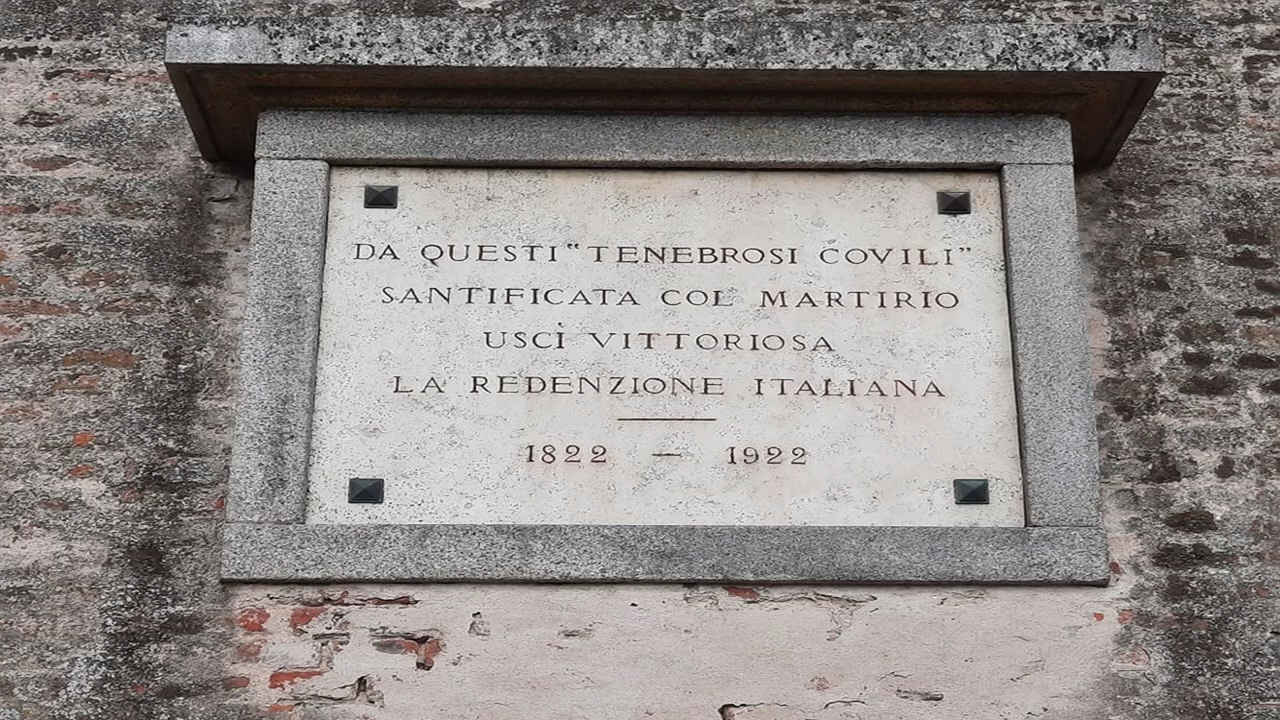 DA QUESTI "TENEBROSI COVILI"
SANTIFICATA COL MARTIRIO
USCÌ VITTORIOSA
LA REDENZIONE ITALIANA
1822 — 1922